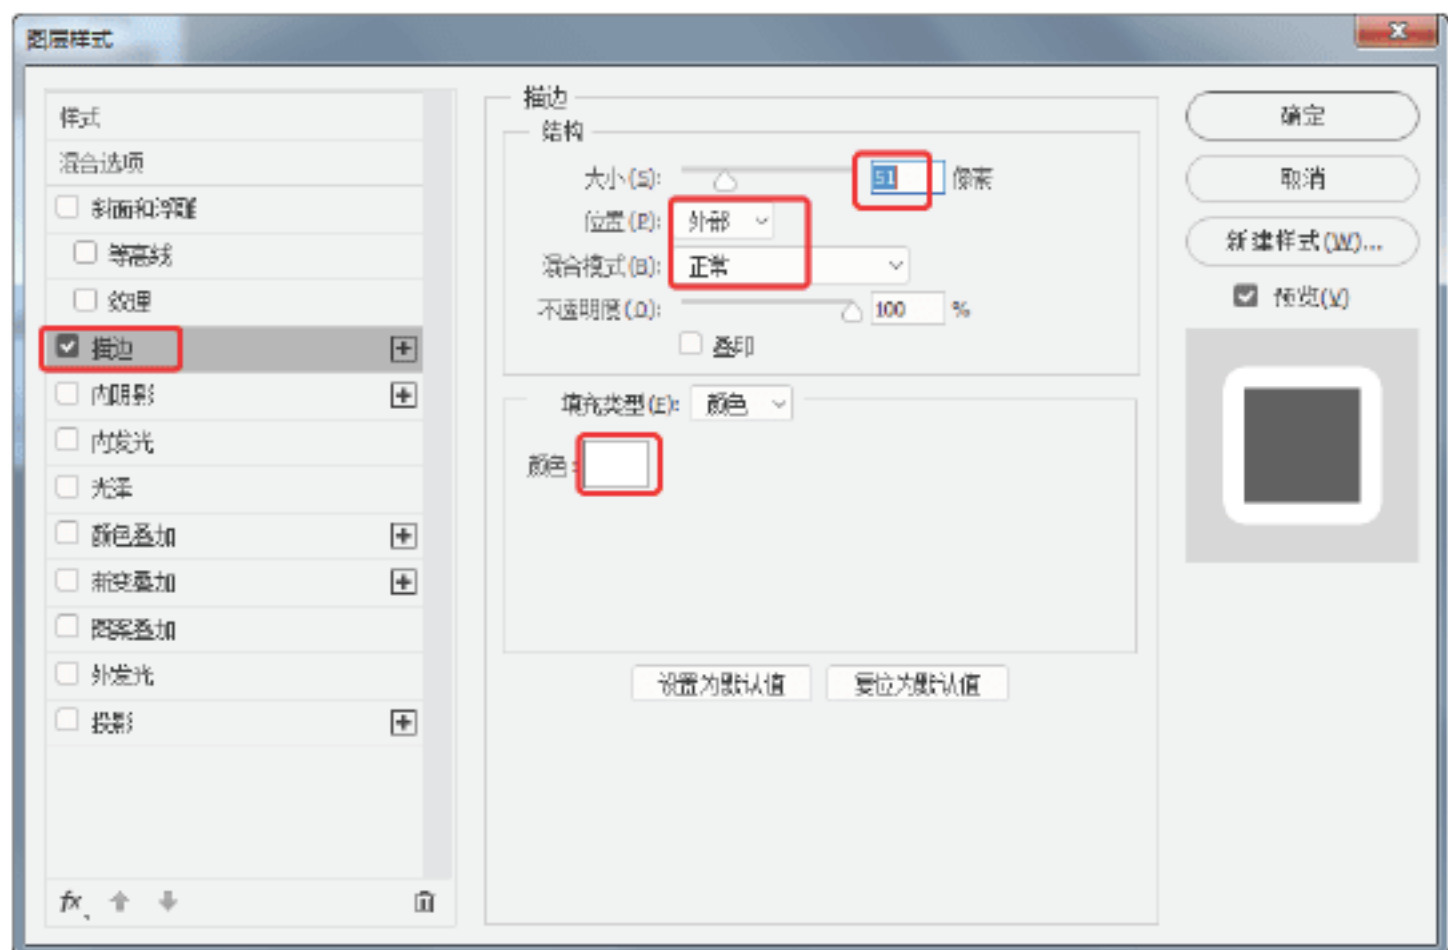 图层样式
样式
混合选项
斜面和浮雕
等高线
纹理
描边
内阴影
内发光
光泽
颜色叠加
渐变叠加
图案叠加
外发光
投影
fx
描边
结构
大小(S): 51 像素
位置(P): 外部
混合模式(B): 正常
不透明度(O): 100 %
叠印
填充类型(F): 颜色
颜色:
设置为默认值 复位为默认值
确定
取消
新建样式(W)...
预览(V)